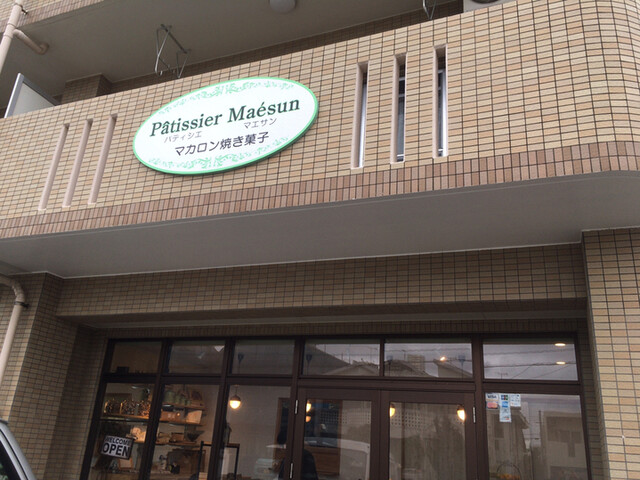 Pâtissier Maésun
パティシエ マエサン
マカロン焼き菓子
WELCOME
OPEN
VISA